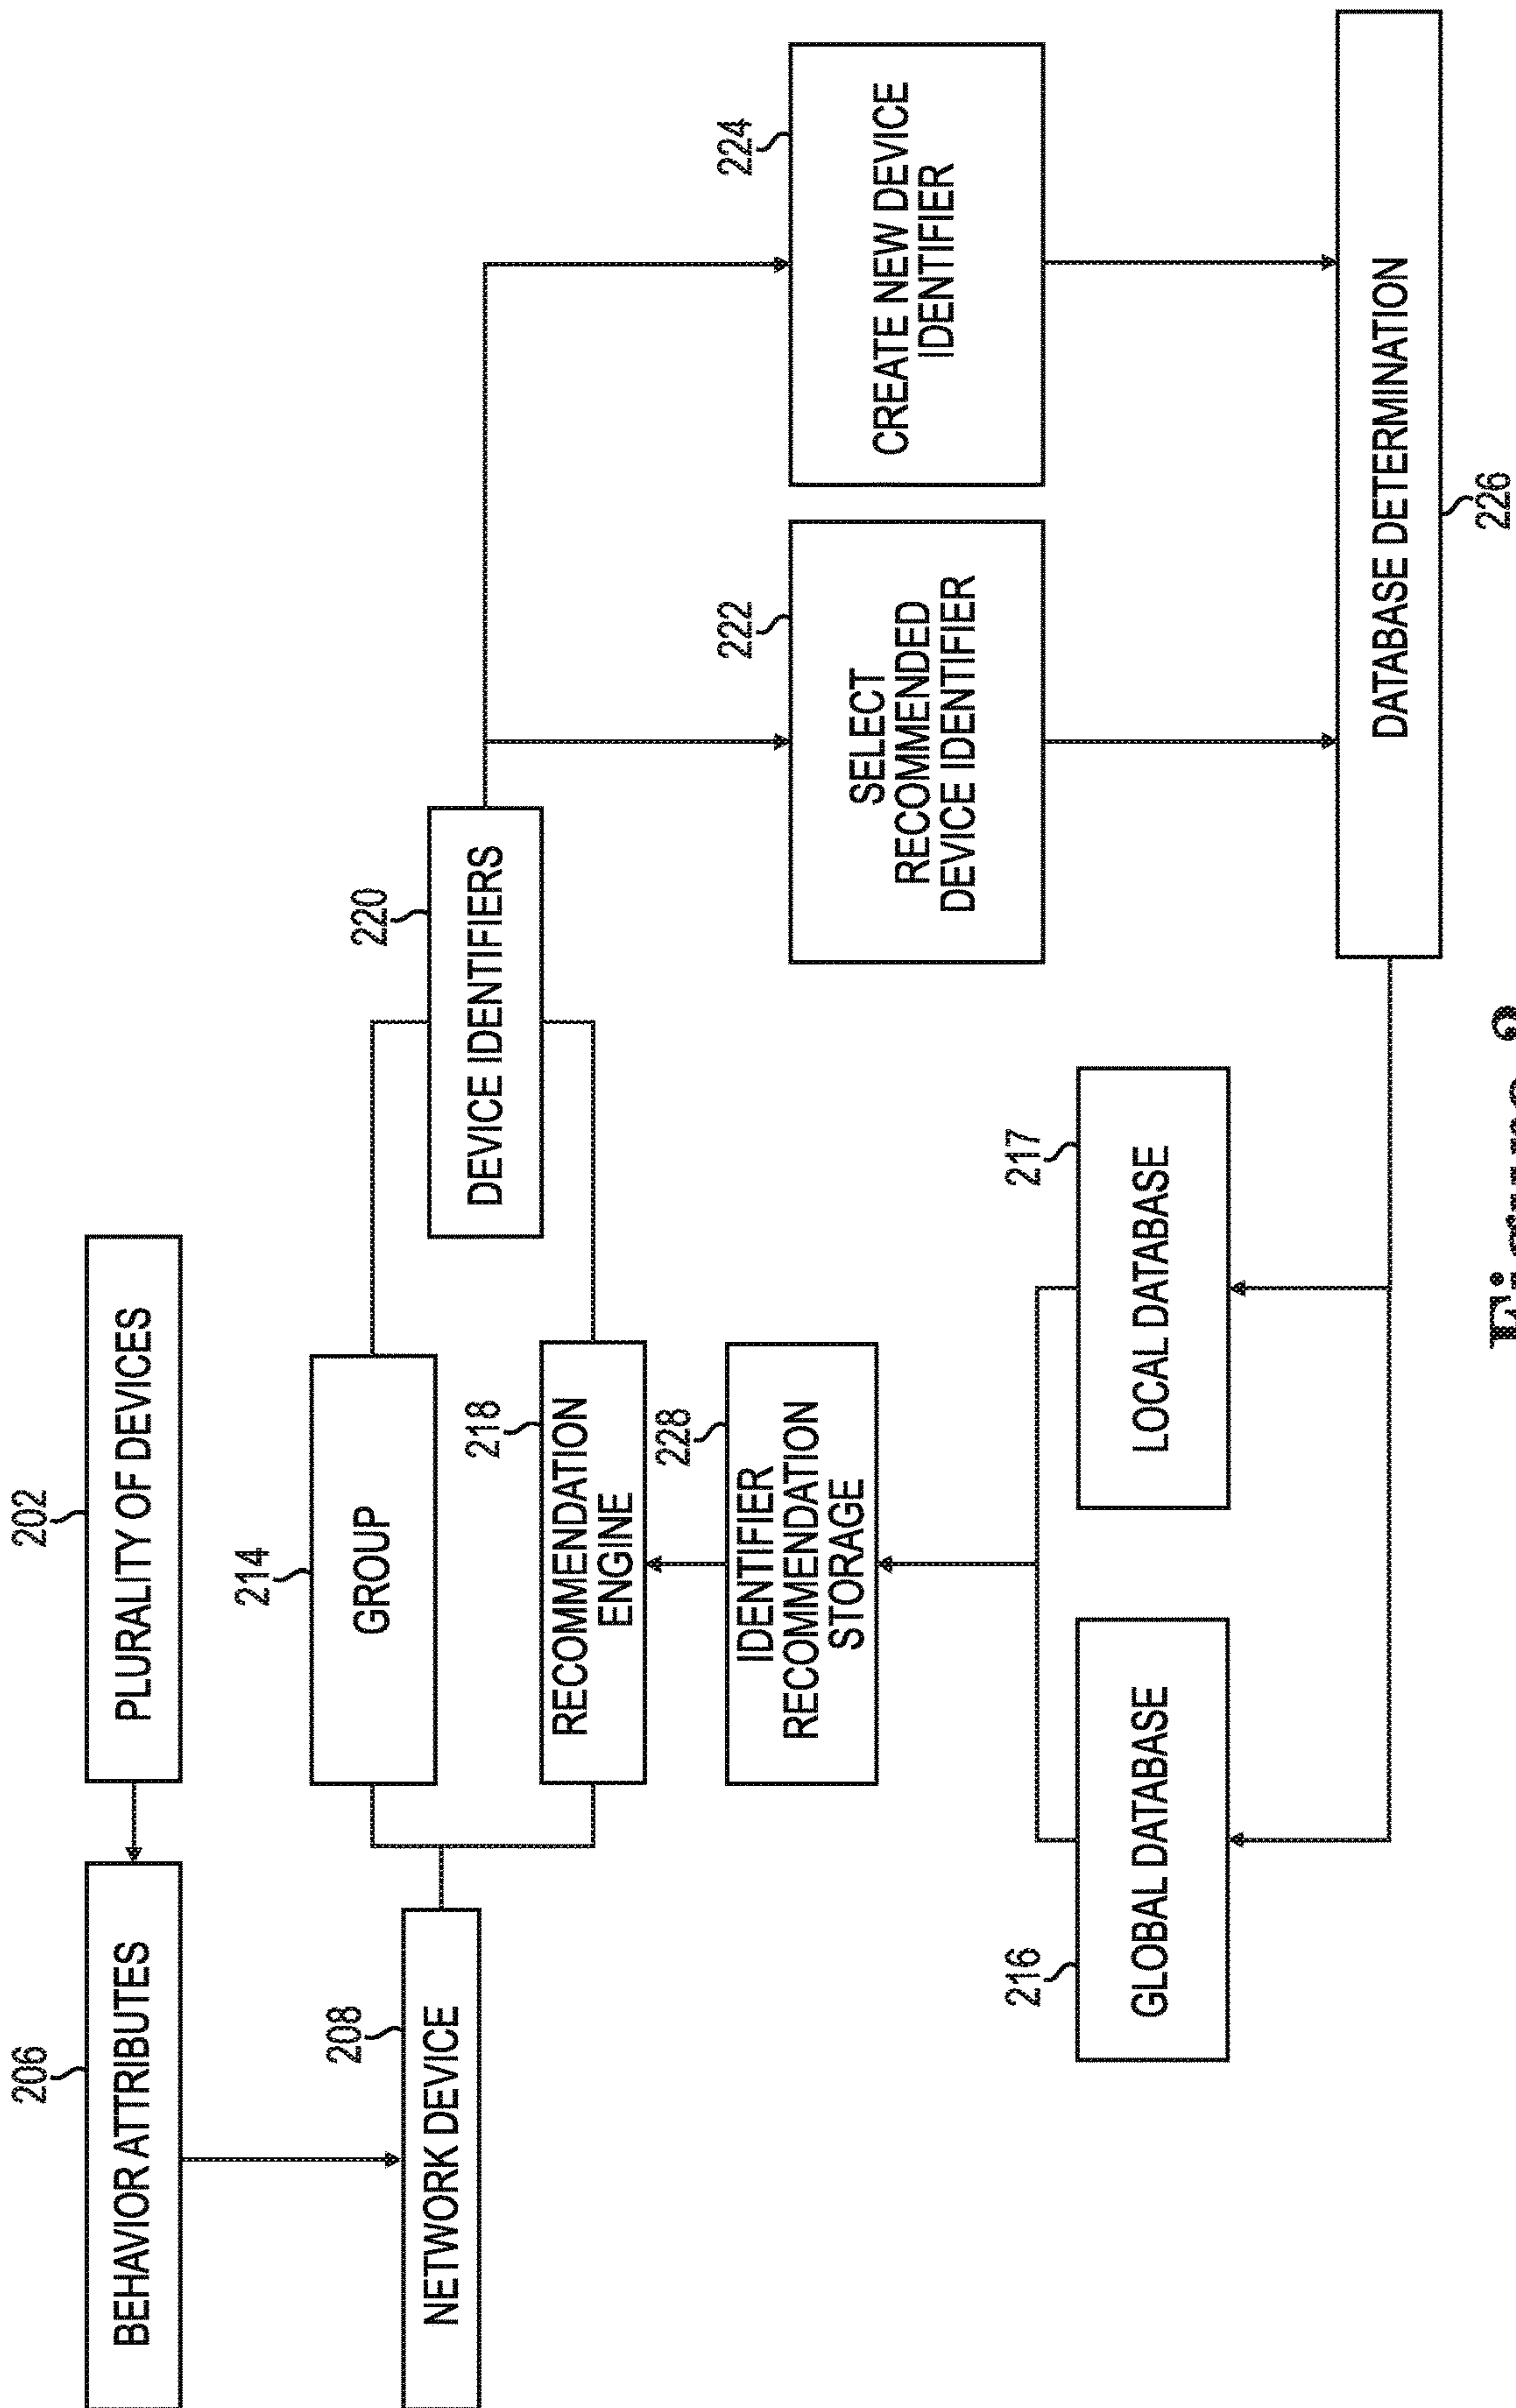 202
PLURALITY OF DEVICES
206
BEHAVIOR ATTRIBUTES
208
NETWORK DEVICE
214
GROUP
218
RECOMMENDATION
ENGINE
220
DEVICE IDENTIFIERS
222
SELECT
RECOMMENDED
DEVICE IDENTIFIER
224
CREATE NEW DEVICE
IDENTIFIER
228
IDENTIFIER
RECOMMENDATION
STORAGE
216
GLOBAL DATABASE
217
LOCAL DATABASE
DATABASE DETERMINATION
226